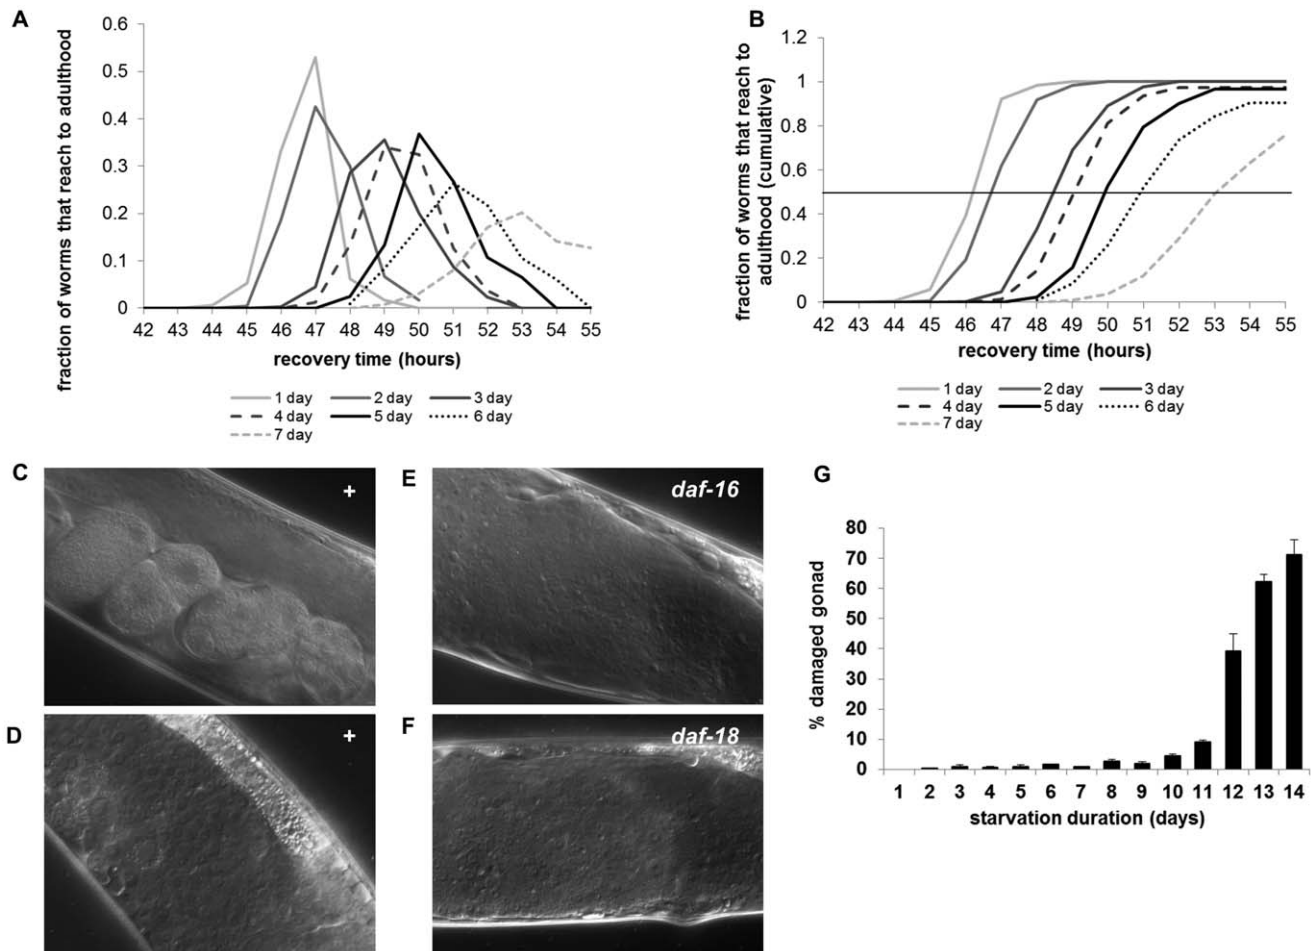 A
fraction of worms that reach to adulthood
0.6
0.5
0.4
0.3
0.2
0.1
0
42 43 44 45 46 47 48 49 50 51 52 53 54 55
recovery time (hours)
1 day 2 day 3 day
4 day 5 day 6 day
7 day
B
fraction of worms that reach to
adulthood (cumulative)
1.2
1
0.8
0.6
0.4
0.2
0
42 43 44 45 46 47 48 49 50 51 52 53 54 55
recovery time (hours)
1 day 2 day 3 day
4 day 5 day 6 day
7 day
C
+
D
+
E
daf-16
F
daf-18
G
% damaged gonad
80
70
60
50
40
30
20
10
0
1 2 3 4 5 6 7 8 9 10 11 12 13 14
starvation duration (days)